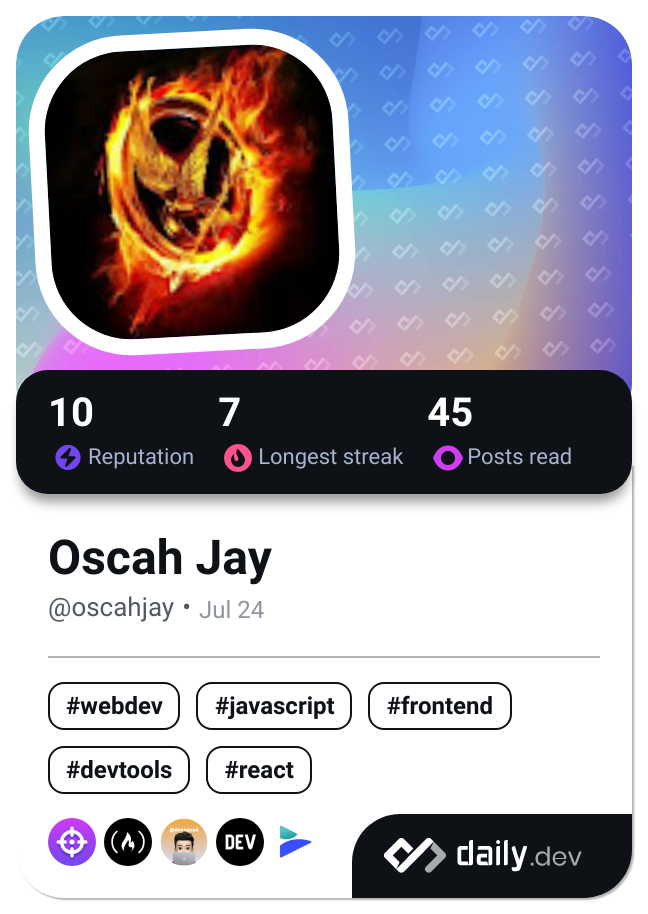 10 7 45
Reputation Longest streak Posts read
Oscah Jay
@oscahjay • Jul 24
#webdev #javascript #frontend
#devtools #react
DEV
daily.dev